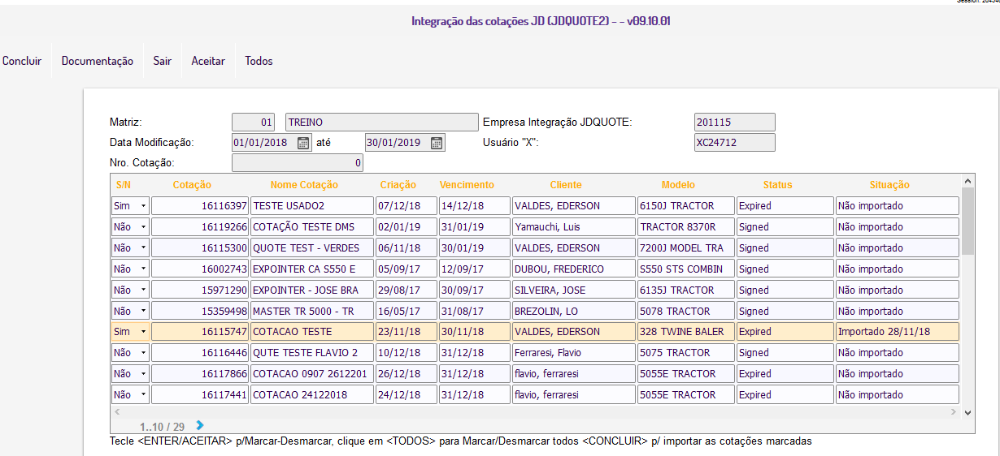 Integração das cotações JD (JDQUOTE2) - - v09.10.01
Concluir Documentação Sair Aceitar Todos
Matriz: 01 TREINO Empresa Integração JDQUOTE: 201115
Data Modificação: 01/01/2018 até 30/01/2019 Usuário "X": XC24712
Nro. Cotação: 0
S/N Cotação Nome Cotação Criação Vencimento Cliente Modelo Status Situação
Sim 16116397 TESTE USADO2 07/12/18 14/12/18 VALDES, EDERSON 6150J TRACTOR Expired Não importado
Não 16119266 COTAÇÃO TESTE DMS 02/01/19 31/01/19 Yamauchi, Luis TRACTOR 8370R Signed Não importado
Não 16115300 QUOTE TEST - VERDES 06/11/18 30/01/19 VALDES, EDERSON 7200J MODEL TRA Signed Não importado
Não 16002743 EXPOINTER CA S550 E 05/09/17 12/09/17 DUBOU, FREDERICO S550 STS COMBIN Signed Não importado
Não 15971290 EXPOINTER - JOSE BRA 29/08/17 30/09/17 SILVEIRA, JOSE 6135J TRACTOR Signed Não importado
Não 15359498 MASTER TR 5000 - TR 16/05/17 31/08/17 BREZOLIN, LO 5078 TRACTOR Signed Não importado
Sim 16115747 COTACAO TESTE 23/11/18 30/11/18 VALDES, EDERSON 328 TWINE BALER Expired Importado 28/11/18
Não 16116446 QUTE TESTE FLAVIO 2 10/12/18 31/12/18 Ferraresi, Flavio 5075 TRACTOR Signed Não importado
Não 16117866 COTACAO 0907 2612201 26/12/18 31/12/18 flavio, ferraresi 5055E TRACTOR Expired Não importado
Não 16117441 COTACAO 24122018 24/12/18 31/12/18 flavio, ferraresi 5055E TRACTOR Expired Não importado
1..10 / 29
Tecle <ENTER/ACEITAR> p/Marcar-Desmarcar, clique em <TODOS> para Marcar/Desmarcar todos <CONCLUIR> p/ importar as cotações marcadas